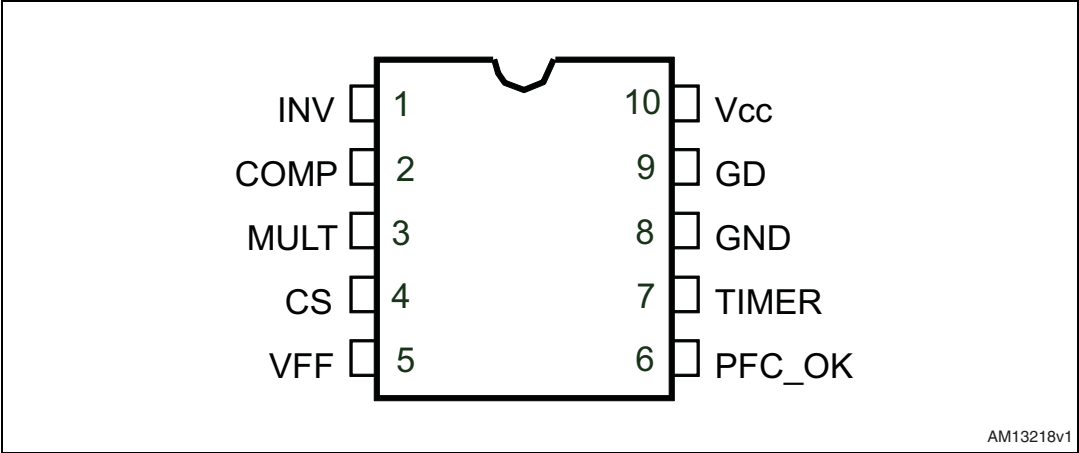 INV 1 10 Vcc
COMP 2 9 GD
MULT 3 8 GND
CS 4 7 TIMER
VFF 5 6 PFC_OK
AM13218v1